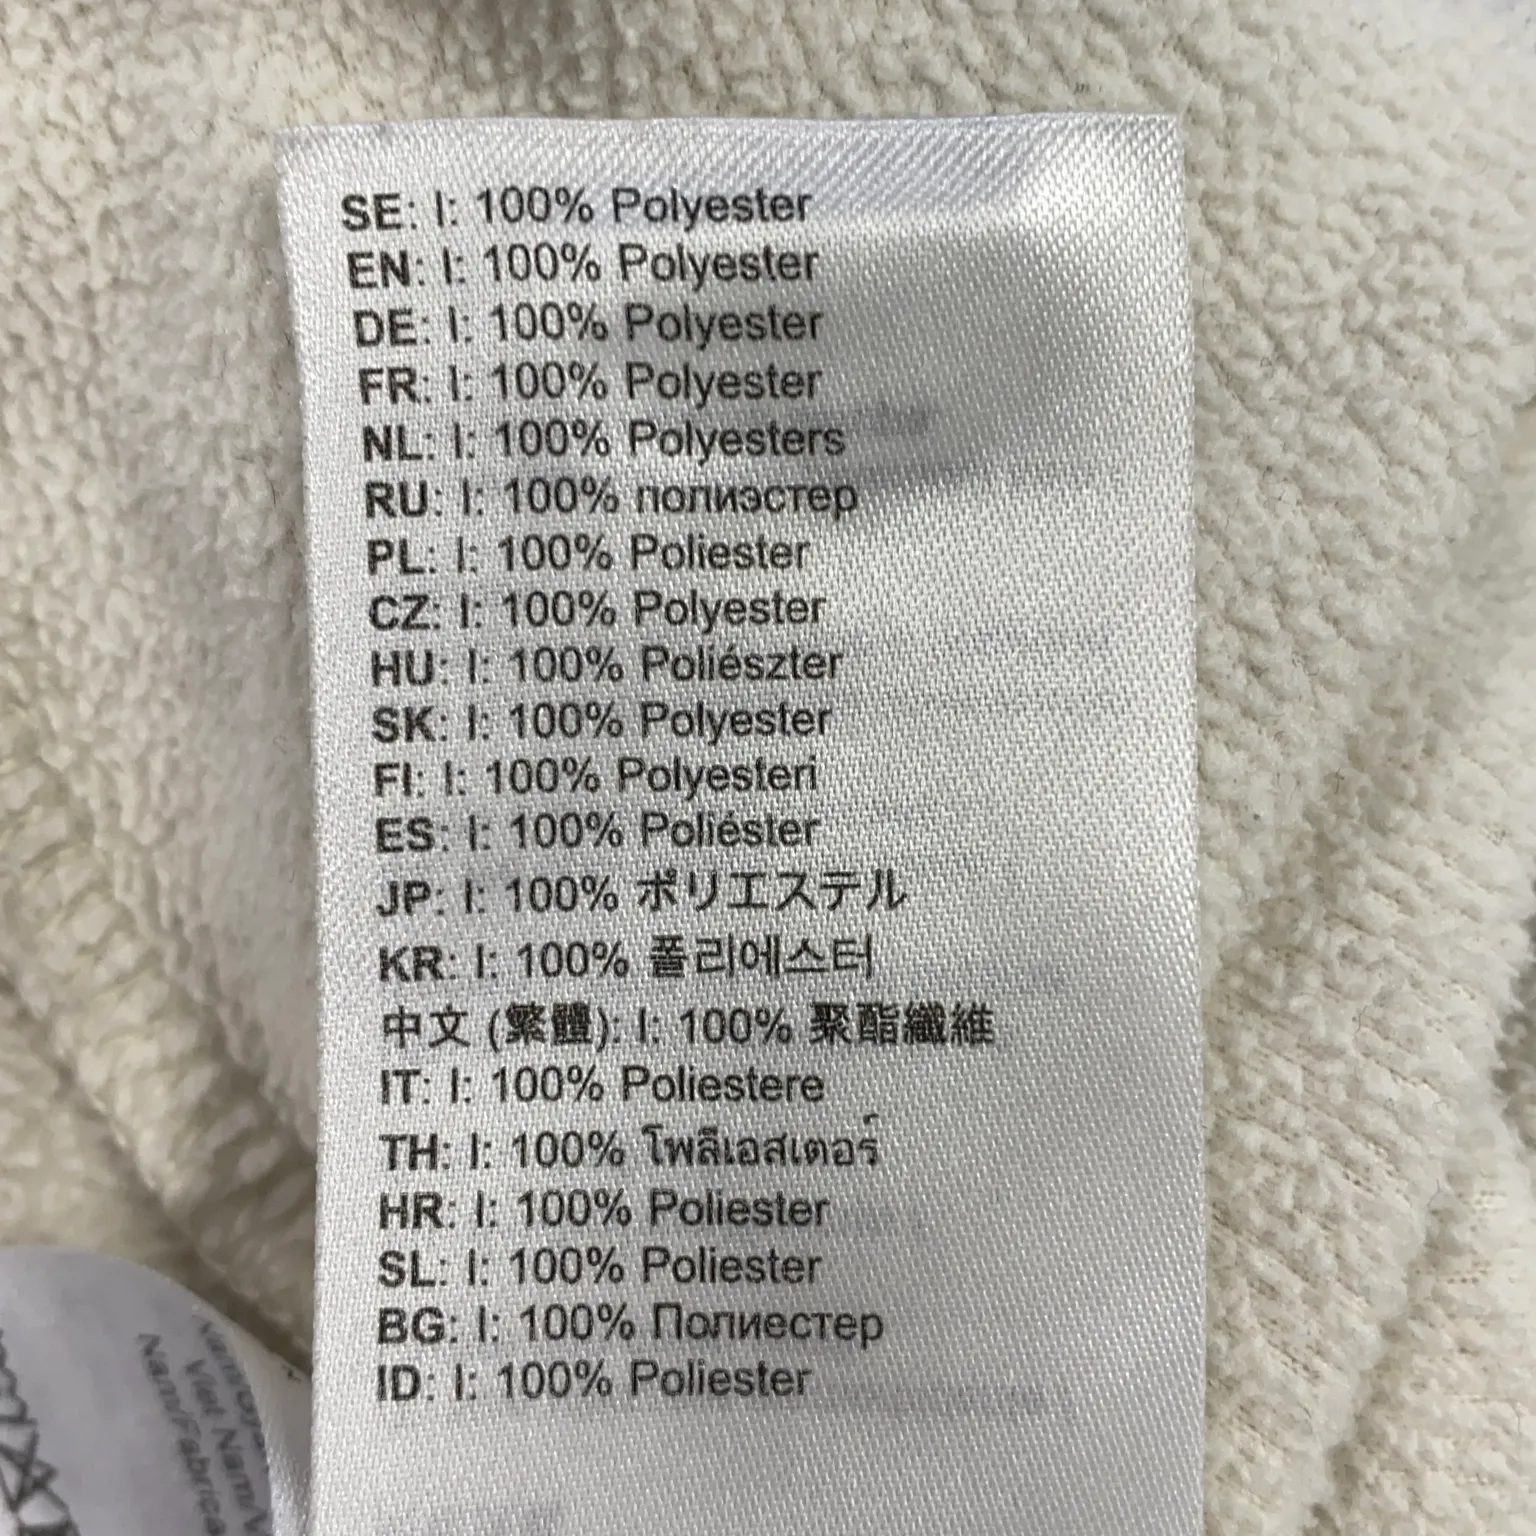 SE: I: 100% Polyester
EN: I: 100% Polyester
DE: I: 100% Polyester
FR: I: 100% Polyester
NL: I: 100% Polyesters
RU: I: 100% полиэстер
PL: I: 100% Poliester
CZ: I: 100% Polyester
HU: I: 100% Poliészter
SK: I: 100% Polyester
FI: I: 100% Polyesteri
ES: I: 100% Poliéster
JP: I: 100% ポリエステル
KR: I: 100% 폴리에스터
中文 (繁體): I: 100% 聚酯纖維
IT: I: 100% Poliestere
TH: I: 100% โพลีเอสเตอร์
HR: I: 100% Poliester
SL: I: 100% Poliester
BG: I: 100% Полиестер
ID: I: 100% Poliester
Viet Nam/V
Nam/Fabrica